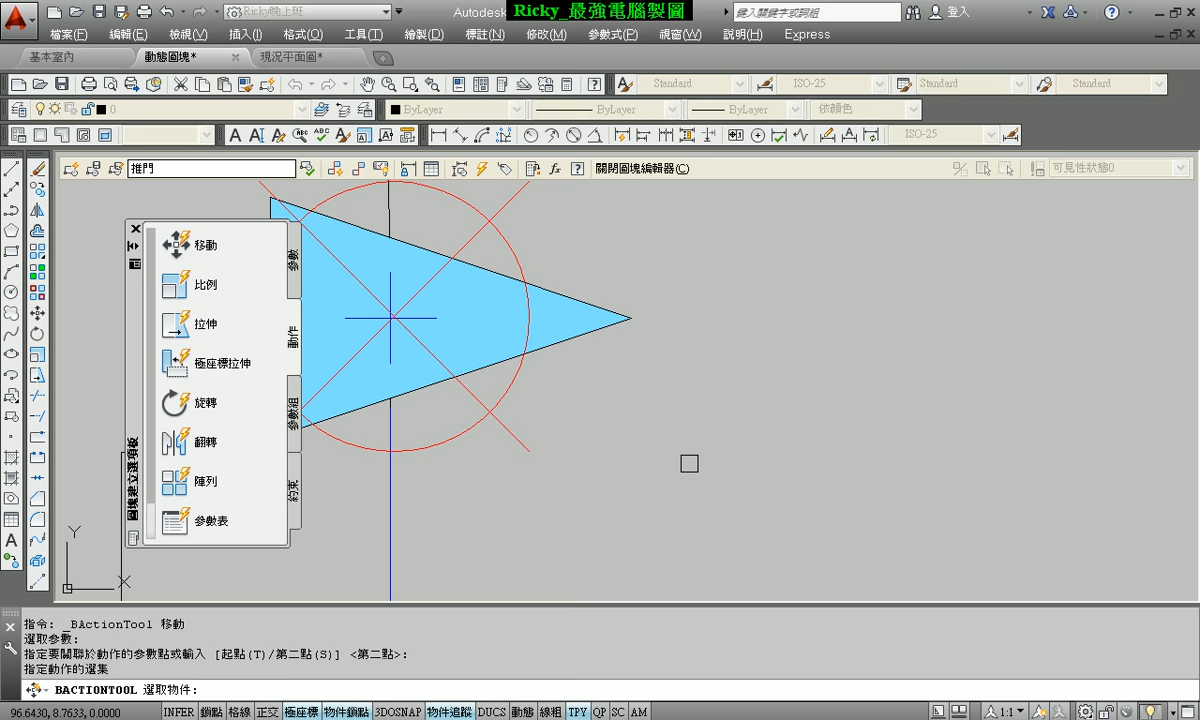 Ricky地上班
Autodesk
Ricky_最強電腦製圖
鍵入關鍵字或詞組
登入
檔案(F) 編輯(E) 檢視(V) 插入(I) 格式(O) 工具(T) 繪製(D) 標註(N) 修改(M) 參數式(P) 視窗(W) 說明(H) Express
基本室內 動態圖塊* 現況平面圖*
Standard ISO-25 Standard Standard
0 ByLayer ByLayer ByLayer 依顏色
ISO-25
推門 關閉圖塊編輯器(C) 可見性狀態0
移動
比例
拉伸
極座標拉伸
旋轉
翻轉
陣列
參數表
參數
動作
參數組
約束
圖塊建立選項板
Y
X
指令: _BActionTool 移動
選取參數:
指定要關聯於動作的參數點或輸入 [起點(T)/第二點(S)] <第二點>:
指定動作的選集
BACTIONTOOL 選取物件:
96.6430, 8.7633, 0.0000 INFER 鎖點 格線 正交 極座標 物件鎖點 3DOSNAP 物件追蹤 DUCS 動態 線粗 TPY QP SC AM 1:1